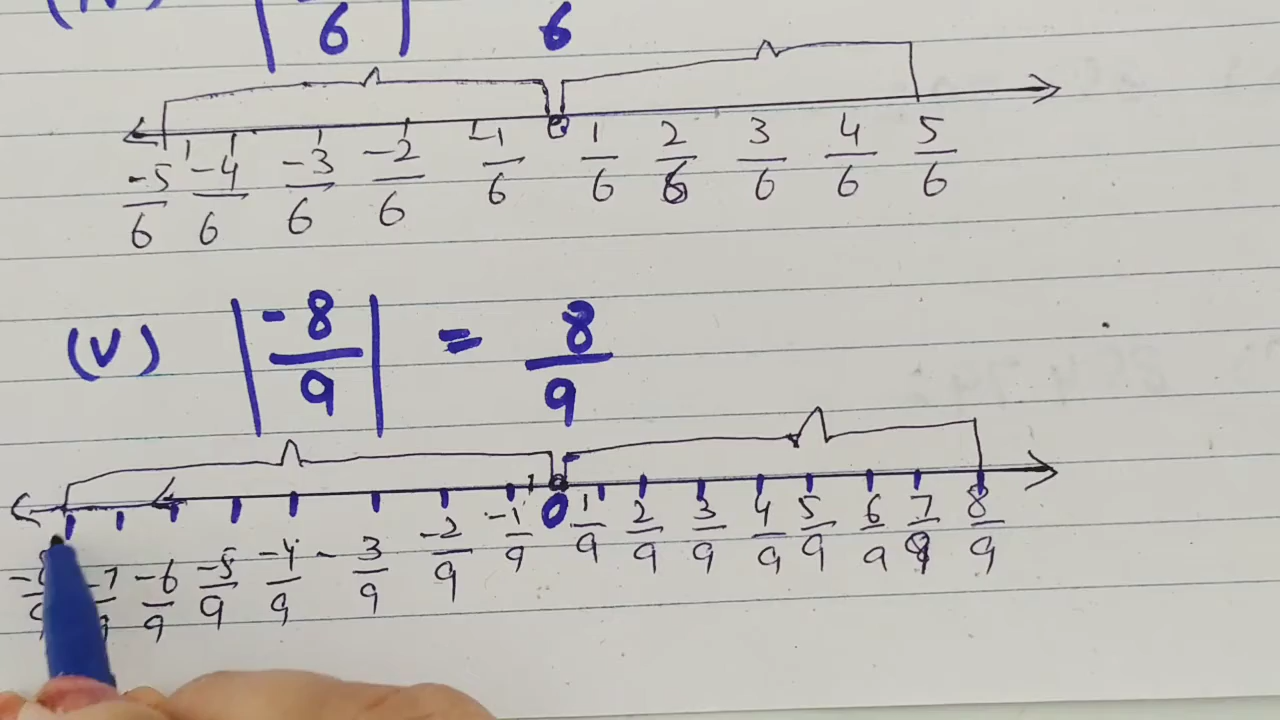 6 6
-5/6 -4/6 -3/6 -2/6 -1/6 0 1/6 2/6 3/6 4/6 5/6
(V) |-8/9| = 8/9
-7/9 -6/9 -5/9 -4/9 -3/9 -2/9 -1/9 0 1/9 2/9 3/9 4/9 5/9 6/9 7/9 8/9